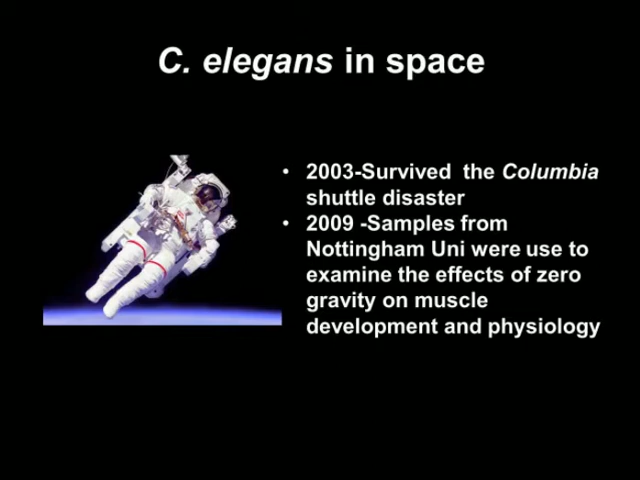 C. elegans in space
• 2003-Survived the Columbia
shuttle disaster
• 2009 -Samples from
Nottingham Uni were use to
examine the effects of zero
gravity on muscle
development and physiology